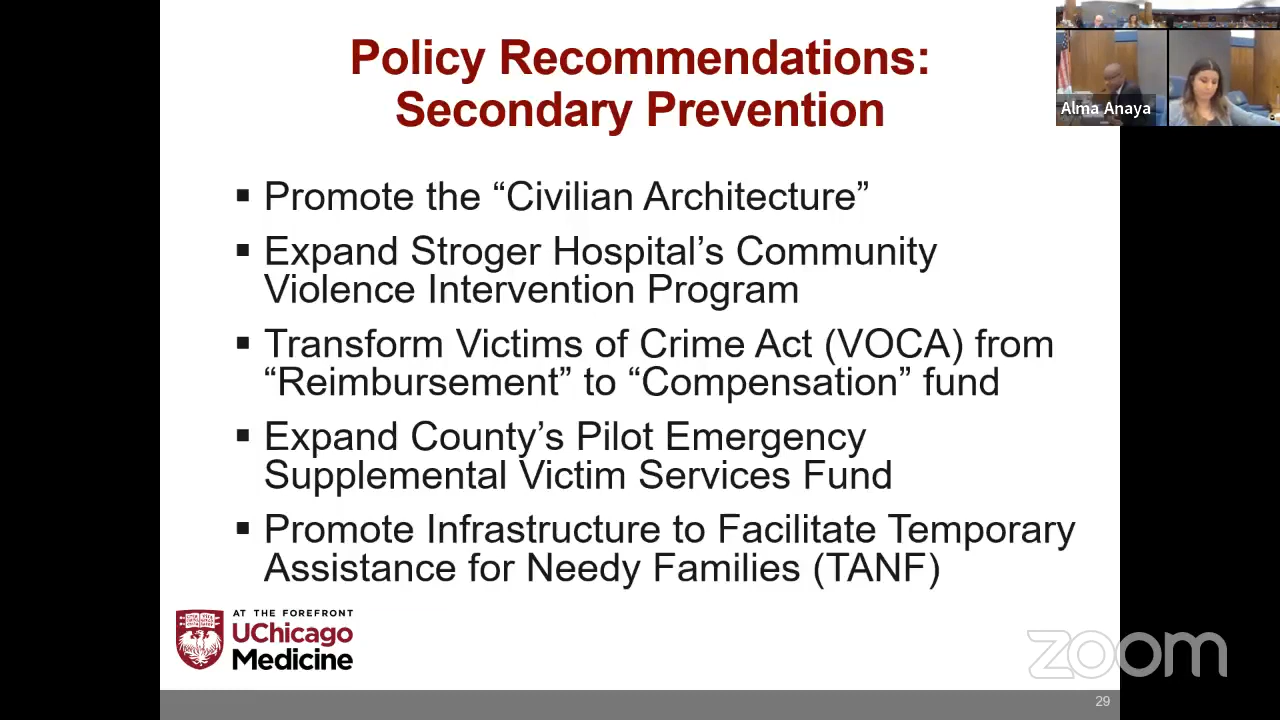 Policy Recommendations:
Secondary Prevention
Alma Anaya
▪ Promote the “Civilian Architecture”
▪ Expand Stroger Hospital’s Community
Violence Intervention Program
▪ Transform Victims of Crime Act (VOCA) from
“Reimbursement” to “Compensation” fund
▪ Expand County’s Pilot Emergency
Supplemental Victim Services Fund
▪ Promote Infrastructure to Facilitate Temporary
Assistance for Needy Families (TANF)
AT THE FOREFRONT
UChicago
Medicine
zoom
29